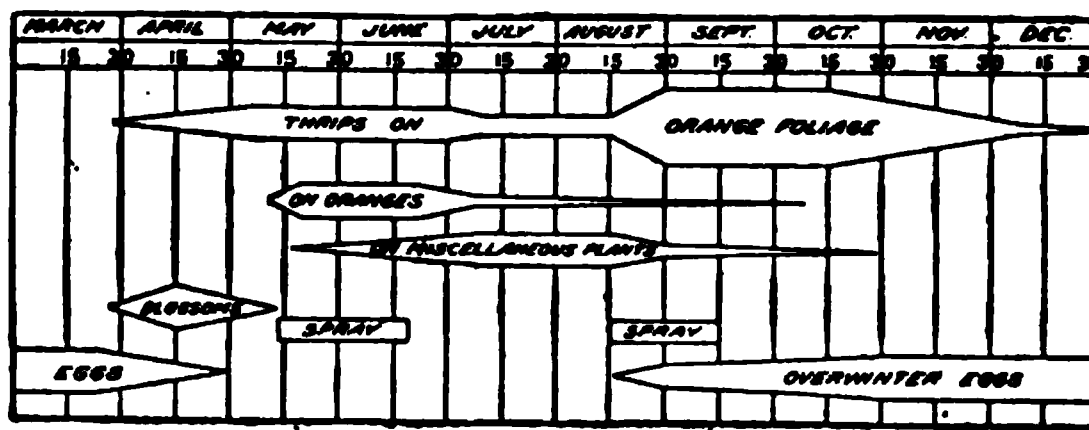 MARCH APRIL MAY JUNE JULY AUGUST SEPT. OCT. NOV. DEC.
15 30 15 30 15 30 15 30 15 30 15 30 15 30 15 30 15 30 15
THRIPS ON ORANGE FOLIAGE
ON ORANGES
ON MISCELLANEOUS PLANTS
BLOSSOMS
SPRAY SPRAY
EGGS OVERWINTER EGGS